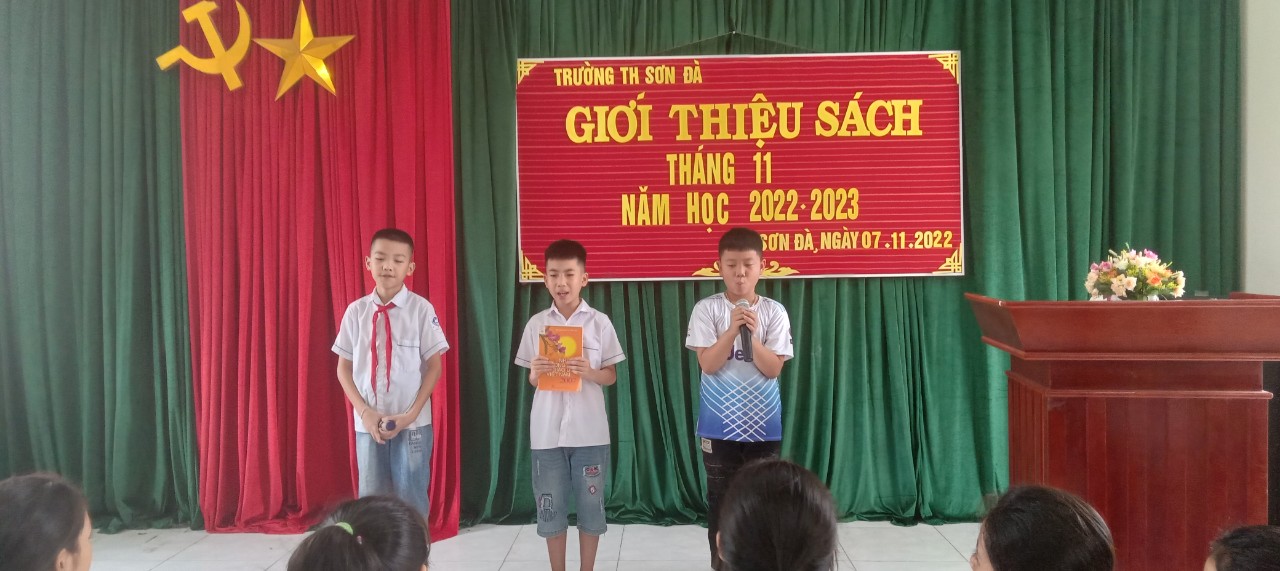 TRƯỜNG TH SƠN ĐÀ
GIỚI THIỆU SÁCH
THÁNG 11
NĂM HỌC 2022-2023
SƠN ĐÀ, NGÀY 07.11.2022